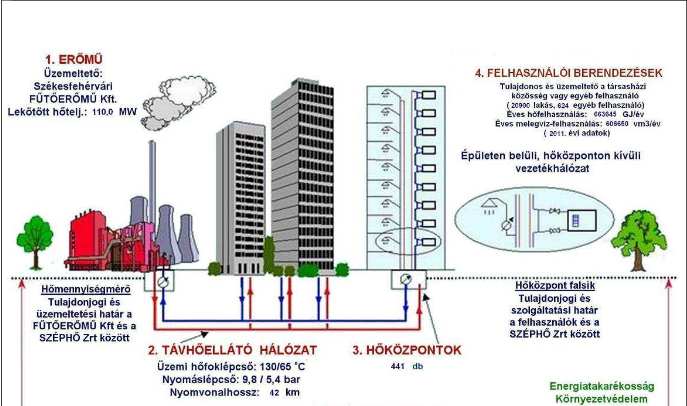 1. ERŐMŰ
Üzemeltető:
Székesfehérvári
FŰTŐERŐMŰ Kft.
Lekötött hőtelj.: 110,0 MW
4. FELHASZNÁLÓI BERENDEZÉSEK
Tulajdonos és üzemeltető a társasházi
közösség vagy egyéb felhasználó
( 20900 lakás, 624 egyéb felhasználó)
Éves hőfelhasználás: 663645 GJ/év
Éves melegvíz-felhasználás: 606650 vm3/év
( 2011. évi adatok)
Épületen belüli, hőközponton kívüli
vezetékhálózat
Hőmennyiségmérő
Tulajdonjogi és
üzemeltetési határ a
FŰTŐERŐMŰ Kft és a
SZÉPHŐ Zrt között
Hőközpont falsík
Tulajdonjogi és
szolgáltatási határ
a felhasználók és a
SZÉPHŐ Zrt között
2. TÁVHŐELLÁTÓ HÁLÓZAT
Üzemi hőfoklépcső: 130/65 °C
Nyomáslépcső: 9,8 / 5,4 bar
Nyomvonalhossz: 42 km
3. HŐKÖZPONTOK
441 db
Energiatakarékosság
Környezetvédelem